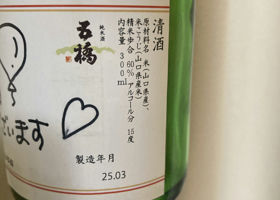 清酒
原材料名 米(山口県産)、
米こうじ(山口県産米)
精米歩合 60% アルコール分 15度
内容量 300ml
純米酒
五橋
ざいます
製造年月
25.03